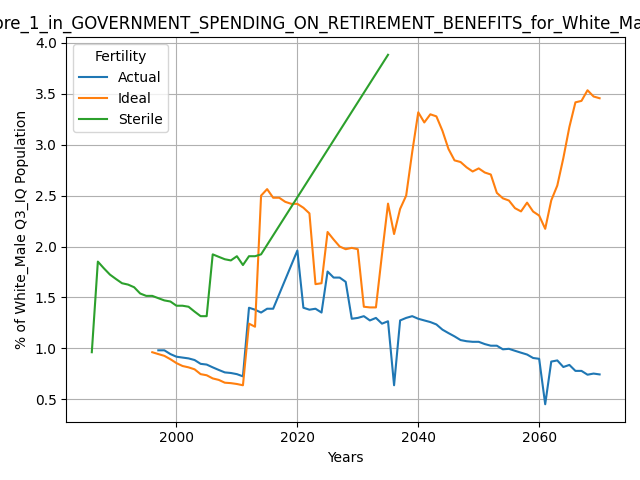 ore_1_in_GOVERNMENT_SPENDING_ON_RETIREMENT_BENEFITS_for_White_Ma
Fertility
Actual
Ideal
Sterile
4.0
3.5
3.0
2.5
2.0
1.5
1.0
0.5
% of White_Male Q3_IQ Population
2000
2020
2040
2060
Years